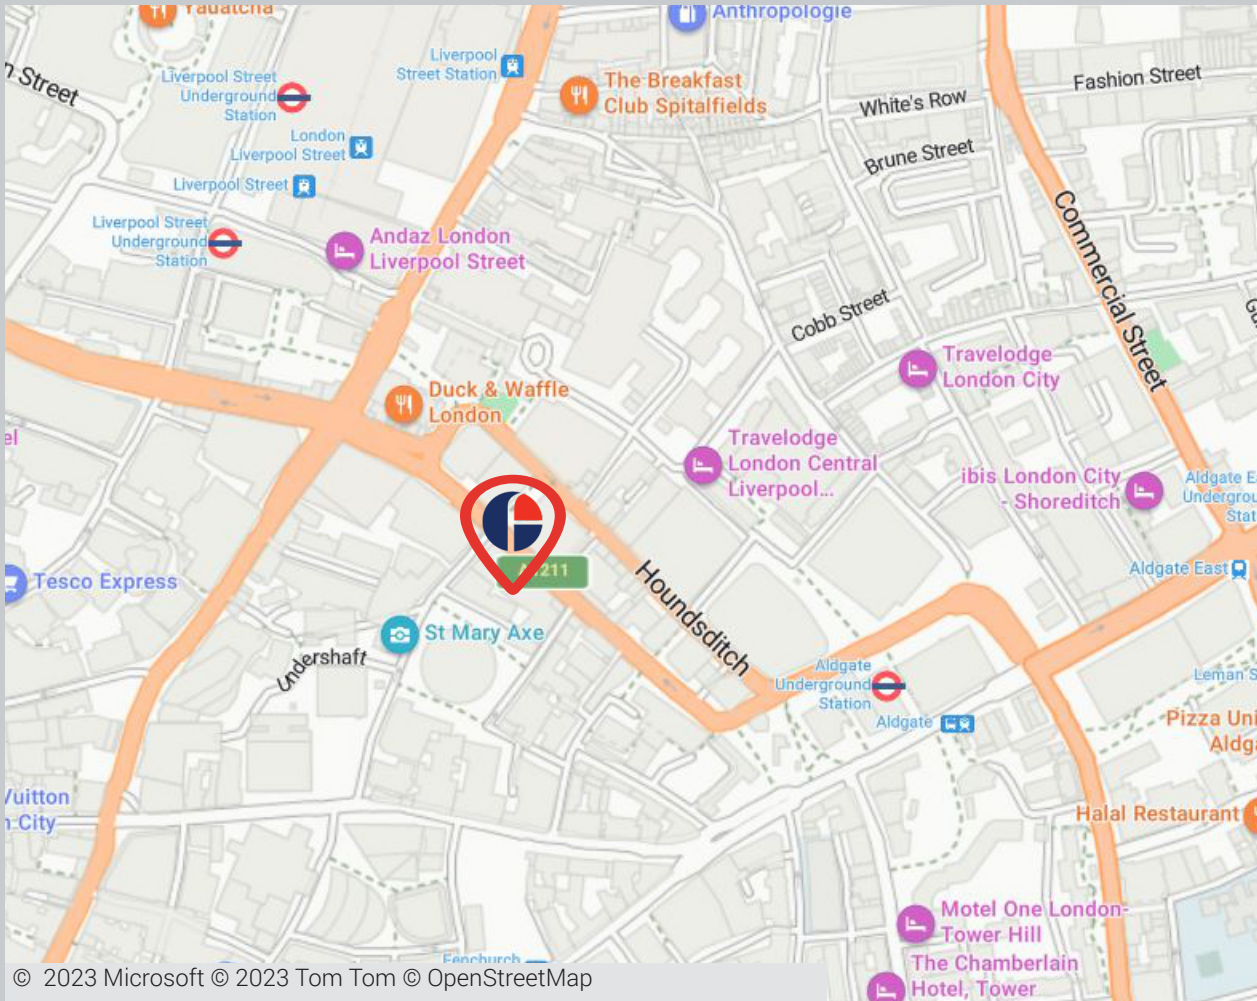 Yauatcha
Anthropologie
Liverpool
Street Station
Liverpool Street
Underground
Station
n Street
The Breakfast
Club Spitalfields
Fashion Street
White's Row
London
Liverpool Street
Brune Street
Liverpool Street
Liverpool Street
Underground
Station
Andaz London
Liverpool Street
Commercial Street
Cobb Street
Travelodge
London City
Duck & Waffle
London
el
Travelodge
London Central
Liverpool...
ibis London City
- Shoreditch
Aldgate E
Undergrou
Stat
Aldgate East
Tesco Express
Houndsditch
St Mary Axe
Undershaft
Aldgate
Underground
Station
Leman S
Aldgate
Pizza Uni
Aldga
Vuitton
n City
Halal Restaurant
Motel One London-
Tower Hill
Fenchurch
The Chamberlain
Hotel, Tower
© 2023 Microsoft © 2023 Tom Tom © OpenStreetMap